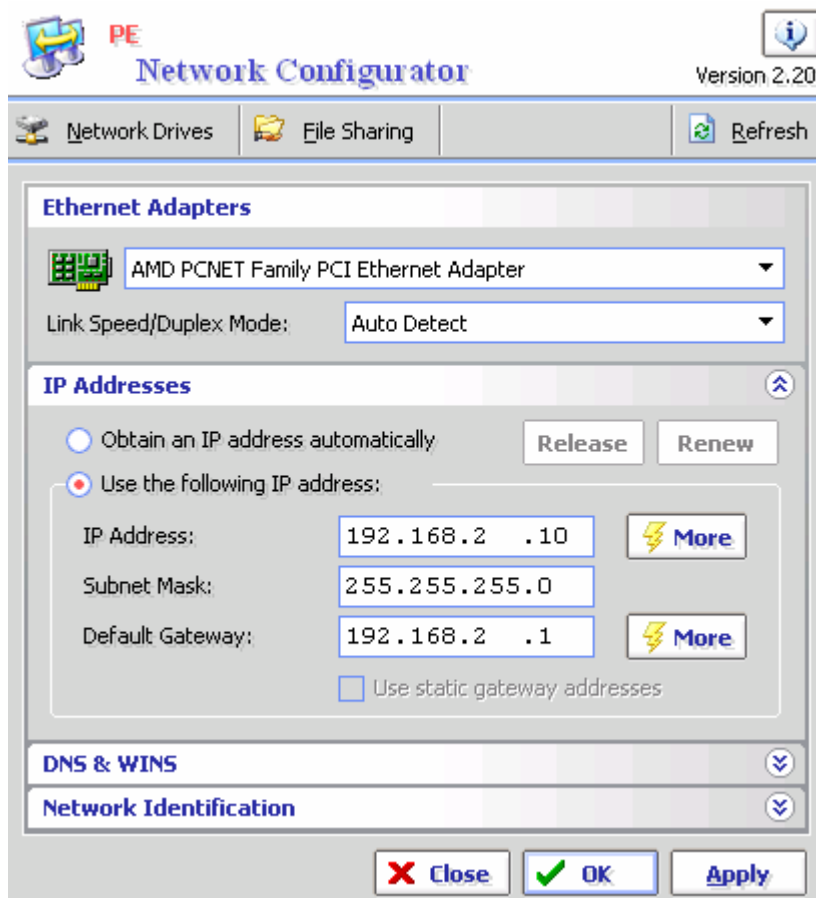 PE
Network Configurator
Version 2.20
Network Drives File Sharing Refresh
Ethernet Adapters
AMD PCNET Family PCI Ethernet Adapter
Link Speed/Duplex Mode: Auto Detect
IP Addresses
Obtain an IP address automatically Release Renew
Use the following IP address:
IP Address: 192.168.2 .10 More
Subnet Mask: 255.255.255.0
Default Gateway: 192.168.2 .1 More
Use static gateway addresses
DNS & WINS
Network Identification
Close OK Apply